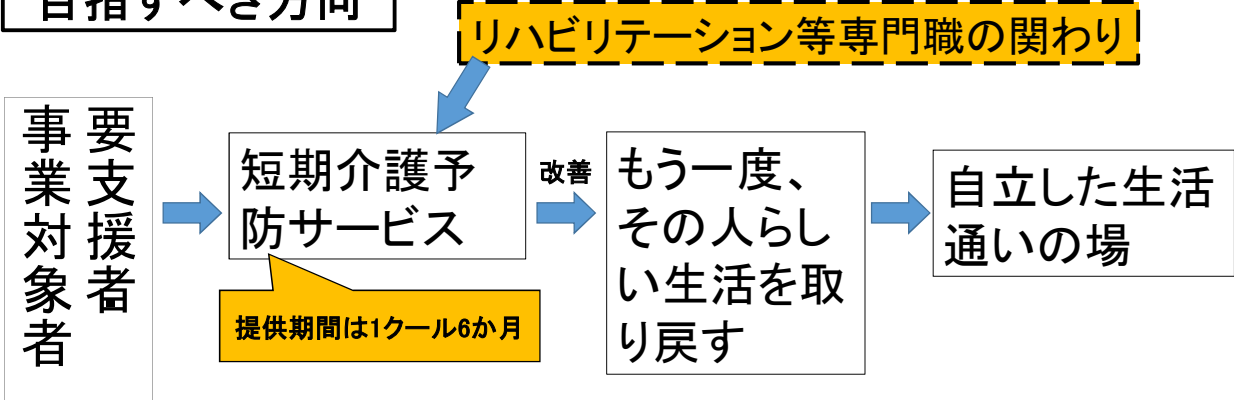 目指すべき方向
リハビリテーション等専門職の関わり
要支援者・
事業対象者
短期介護予
防サービス
提供期間は1クール6か月
改善
もう一度、
その人らし
い生活を取
り戻す
自立した生活
通いの場